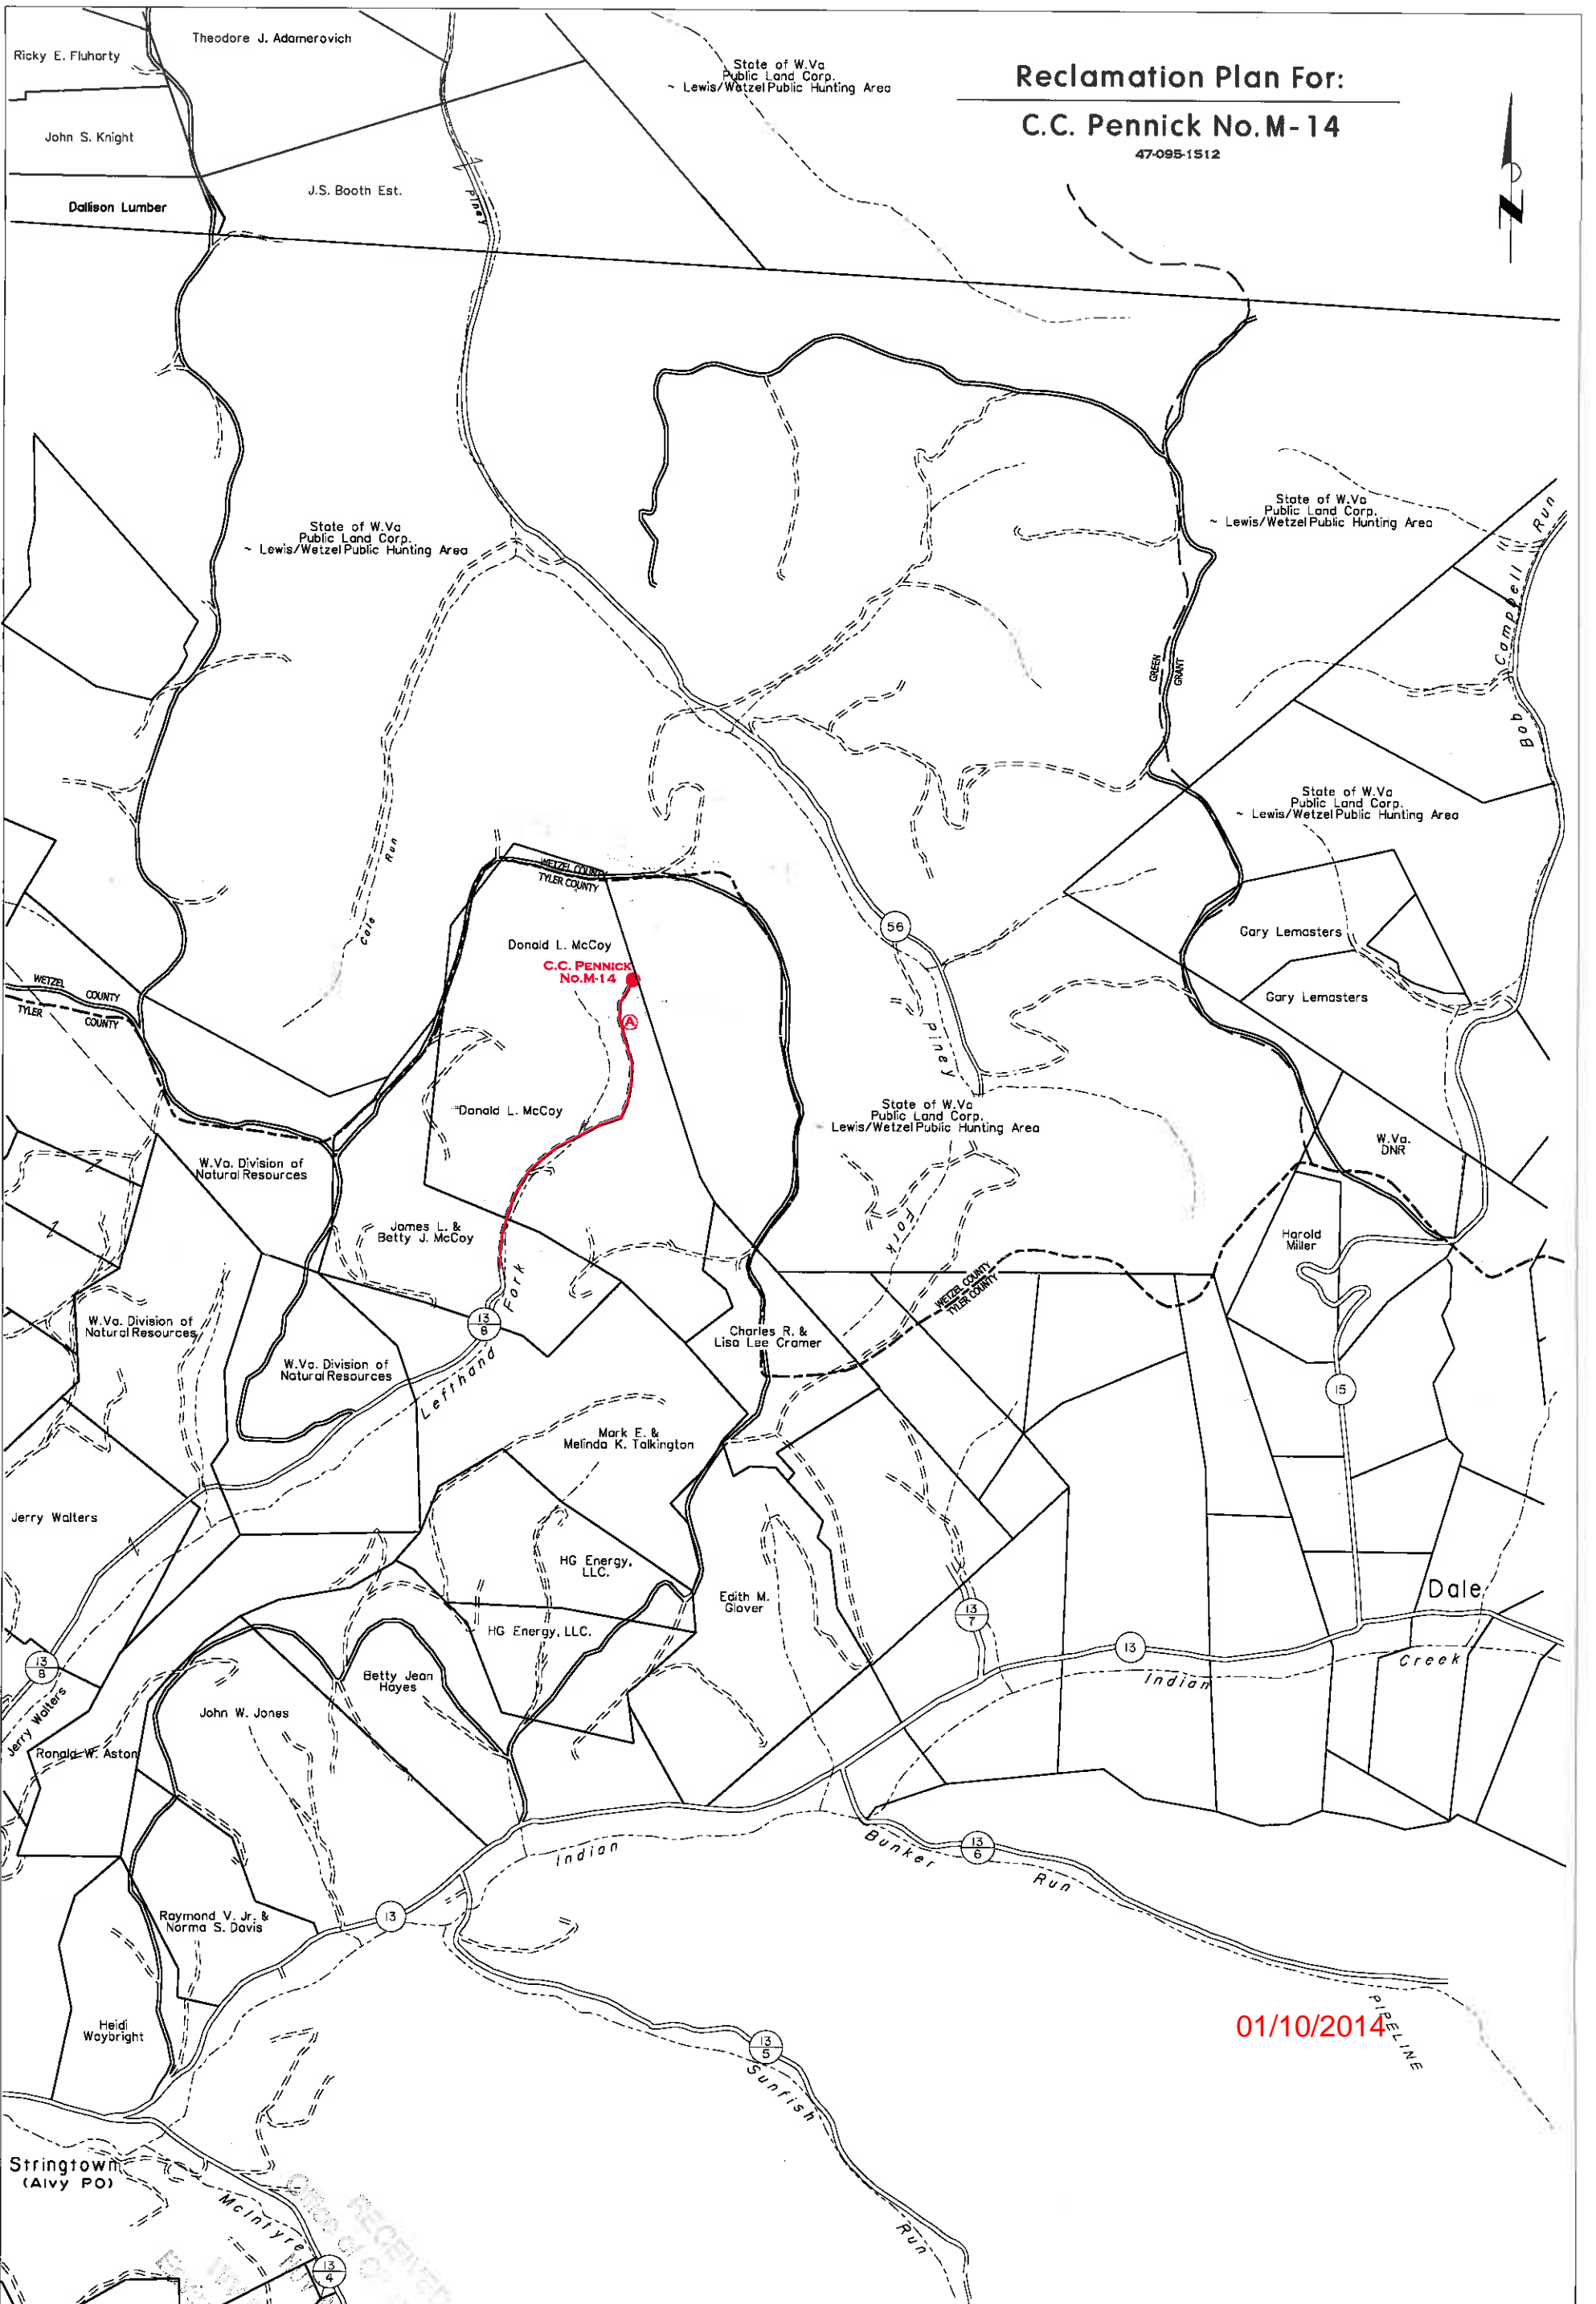 Reclamation Plan For:
C.C. Pennick No. M-14
47-095-1512
Theodore J. Adamerovich
Ricky E. Fluharty
State of W.Va
Public Land Corp.
~ Lewis/Wetzel Public Hunting Area
John S. Knight
J.S. Booth Est.
Dallison Lumber
Piney
N
State of W.Va
Public Land Corp.
~ Lewis/Wetzel Public Hunting Area
State of W.Va
Public Land Corp.
~ Lewis/Wetzel Public Hunting Area
Bob Campbell Run
GREEN
GRANT
State of W.Va
Public Land Corp.
~ Lewis/Wetzel Public Hunting Area
Cale Run
WETZEL COUNTY
TYLER COUNTY
56
Donald L. McCoy
C.C. PENNICK
No.M-14
A
Gary Lemasters
Gary Lemasters
WETZEL COUNTY
TYLER COUNTY
Piney
Fork
Donald L. McCoy
State of W.Va
Public Land Corp.
Lewis/Wetzel Public Hunting Area
W.Va.
DNR
W.Va. Division of
Natural Resources
James L. &
Betty J. McCoy
Harold
Miller
WETZEL COUNTY
TYLER COUNTY
W.Va. Division of
Natural Resources
13
8
Lefthand Fork
Charles R. &
Lisa Lee Cramer
W.Va. Division of
Natural Resources
15
Mark E. &
Melinda K. Talkington
Jerry Walters
HG Energy,
LLC.
Edith M.
Glover
Dale
13
7
HG Energy, LLC.
13
Indian Creek
13
8
Jerry Walters
Betty Jean
Hayes
John W. Jones
Ronald W. Aston
Indian
Bunker Run
13
6
13
Raymond V. Jr. &
Norma S. Davis
Heidi
Waybright
01/10/2014
PIPELINE
13
5
Sunfish Run
Stringtown
(Alvy PO)
McIntyre
13
4
RECEIVED
Office of